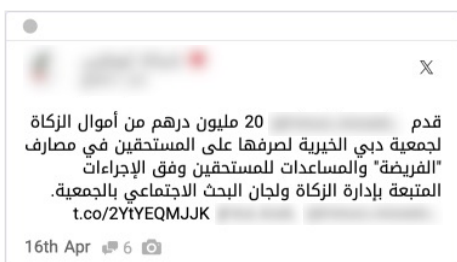 قدم 20 مليون درهم من أموال الزكاة
لجمعية دبي الخيرية لصرفها على المستحقين في مصارف
"الفريضة" والمساعدات للمستحقين وفق الإجراءات
المتبعة بإدارة الزكاة ولجان البحث الاجتماعي بالجمعية.
t.co/2YtYEQMJJK
16th Apr 6